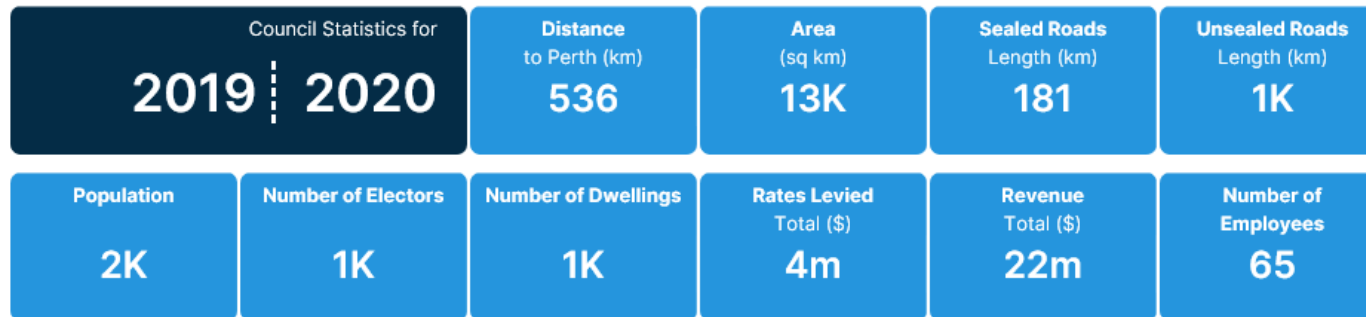 Council Statistics for
2019 2020
Distance
to Perth (km)
536
Area
(sq km)
13K
Sealed Roads
Length (km)
181
Unsealed Roads
Length (km)
1K
Population
2K
Number of Electors
1K
Number of Dwellings
1K
Rates Levied
Total ($)
4m
Revenue
Total ($)
22m
Number of
Employees
65